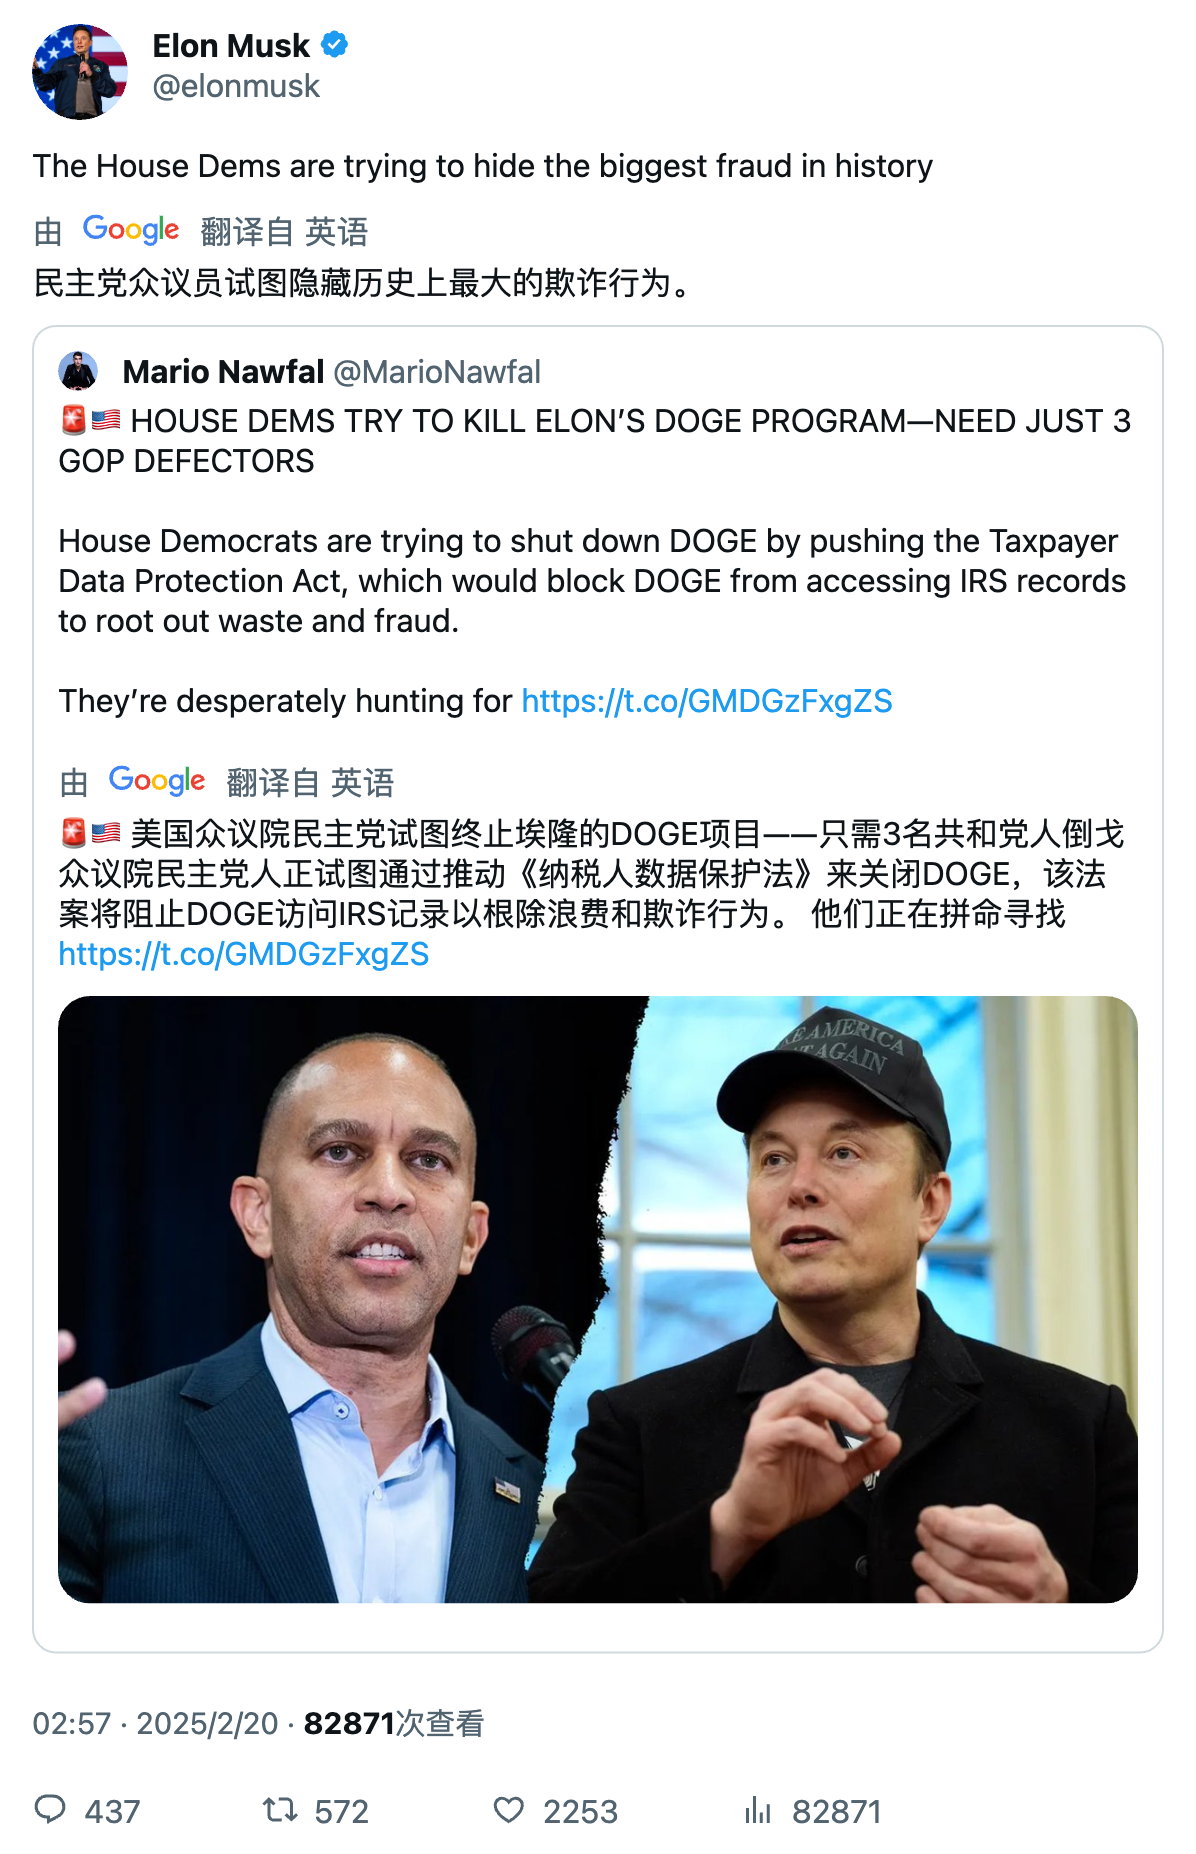 Elon Musk
@elonmusk
The House Dems are trying to hide the biggest fraud in history
由 Google 翻译自 英语
民主党众议员试图隐藏历史上最大的欺诈行为。
Mario Nawfal @MarioNawfal
🚨🇺🇸 HOUSE DEMS TRY TO KILL ELON’S DOGE PROGRAM—NEED JUST 3
GOP DEFECTORS
House Democrats are trying to shut down DOGE by pushing the Taxpayer
Data Protection Act, which would block DOGE from accessing IRS records
to root out waste and fraud.
They’re desperately hunting for https://t.co/GMDGzFxgZS
由 Google 翻译自 英语
🚨🇺🇸 美国众议院民主党试图终止埃隆的DOGE项目——只需3名共和党人倒戈
众议院民主党人正试图通过推动《纳税人数据保护法》来关闭DOGE，该法
案将阻止DOGE访问IRS记录以根除浪费和欺诈行为。 他们正在拼命寻找
https://t.co/GMDGzFxgZS
AMERICA
AGAIN
02:57 · 2025/2/20 · 82871次查看
437 572 2253 82871